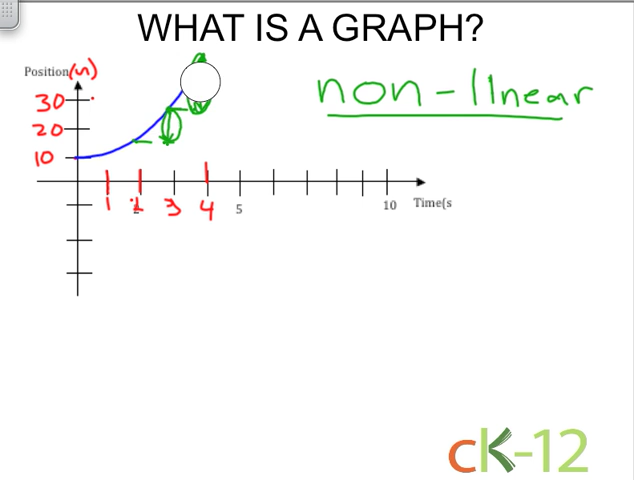 WHAT IS A GRAPH?
Position(m)
non-linear
30
20
10
1 2 3 4 5 10 Time(s
cK-12